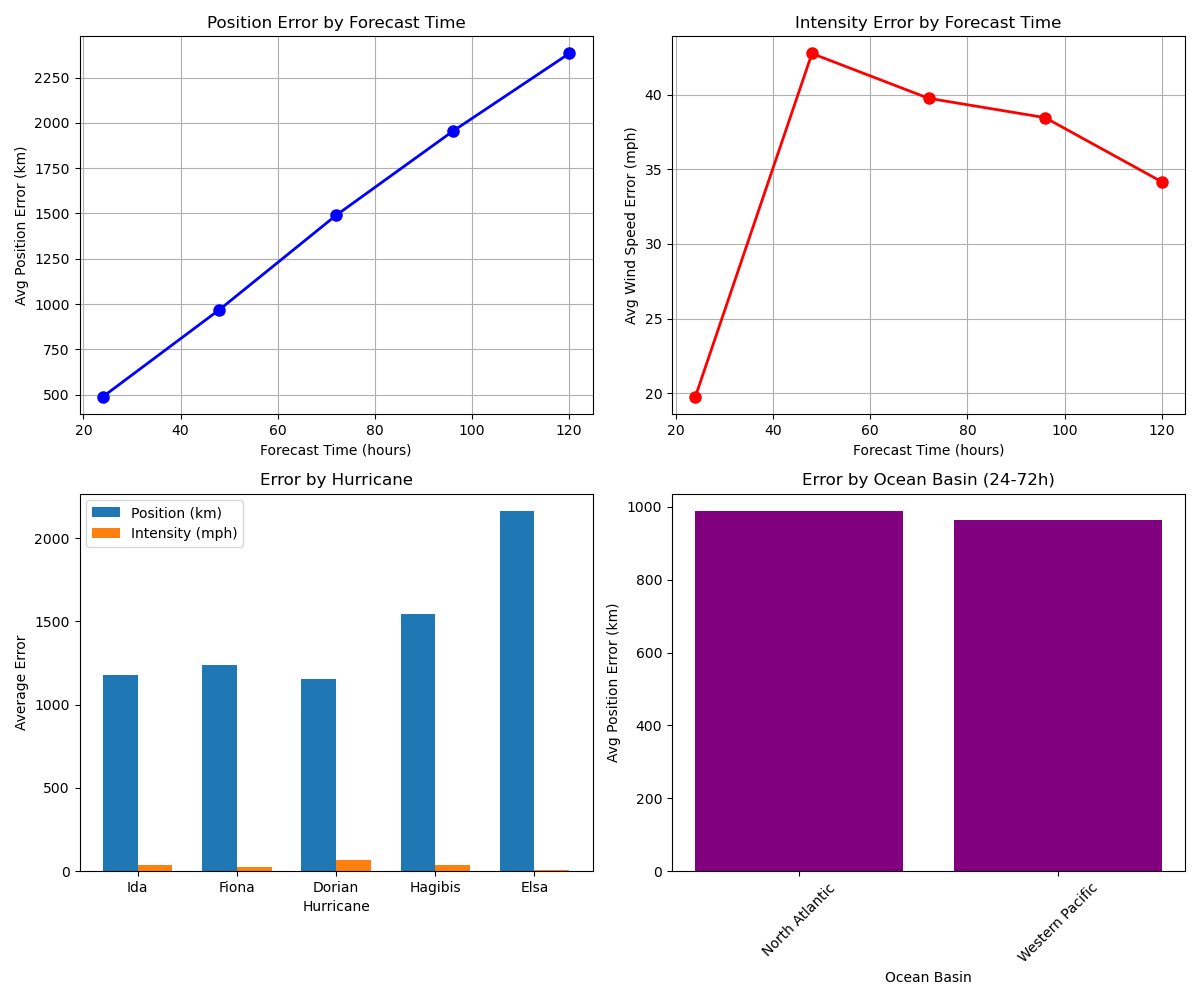 Position Error by Forecast Time
Avg Position Error (km)
2250
2000
1750
1500
1250
1000
750
500
20 40 60 80 100 120
Forecast Time (hours)
Intensity Error by Forecast Time
Avg Wind Speed Error (mph)
40
35
30
25
20
20 40 60 80 100 120
Forecast Time (hours)
Error by Hurricane
Position (km)
Intensity (mph)
Average Error
2000
1500
1000
500
0
Ida Fiona Dorian Hagibis Elsa
Hurricane
Error by Ocean Basin (24-72h)
Avg Position Error (km)
1000
800
600
400
200
0
North Atlantic
Western Pacific
Ocean Basin